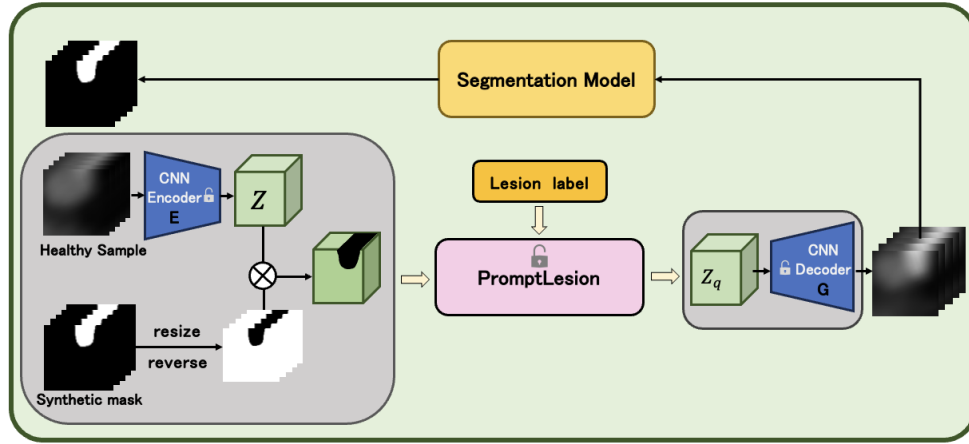 Segmentation Model
CNN
Encoder
E
Z
Healthy Sample
Lesion label
PromptLesion
Z_q
CNN
Decoder
G
resize
reverse
Synthetic mask